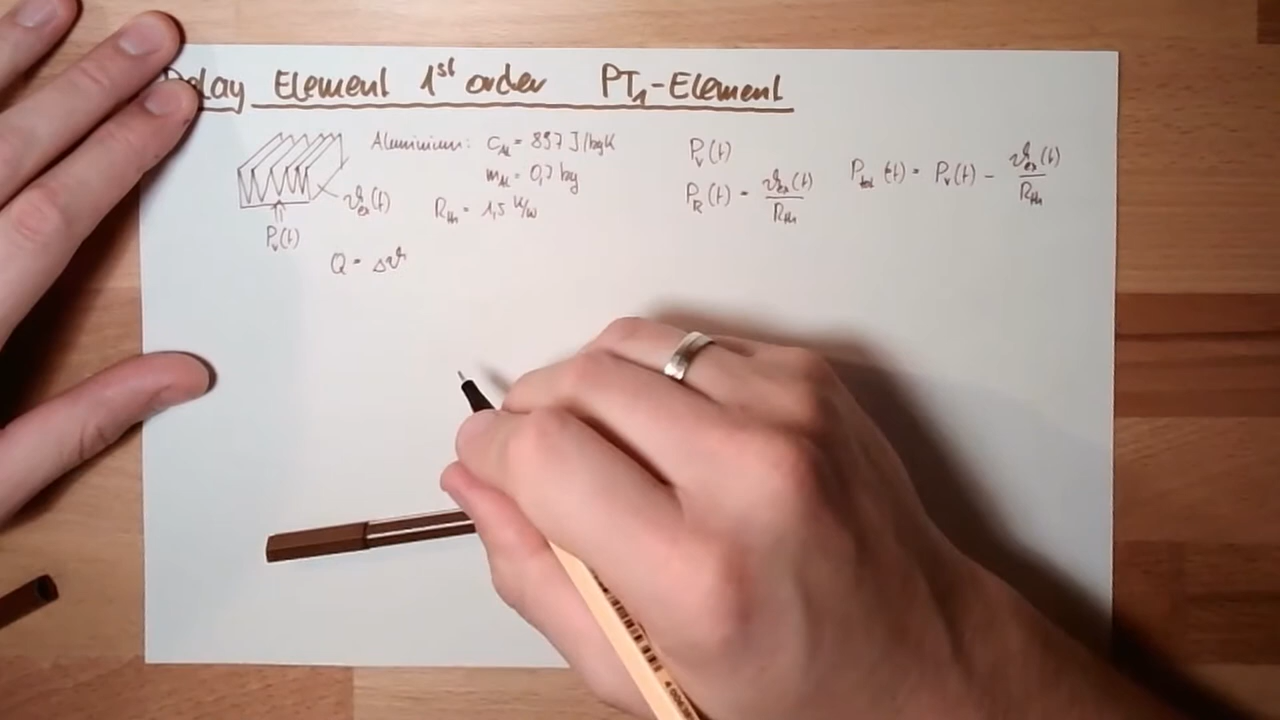 Delay Element 1st order PT1-Element
Aluminium: CAl = 897 J/kgK
mAl = 0,7 kg
Rth = 1,5 K/W
ϑex(t)
Pv(t)
Q = Δϑ
Pv(t)
PR(t) = ϑex(t)/Rth
Ptot(t) = Pv(t) - ϑex(t)/Rth